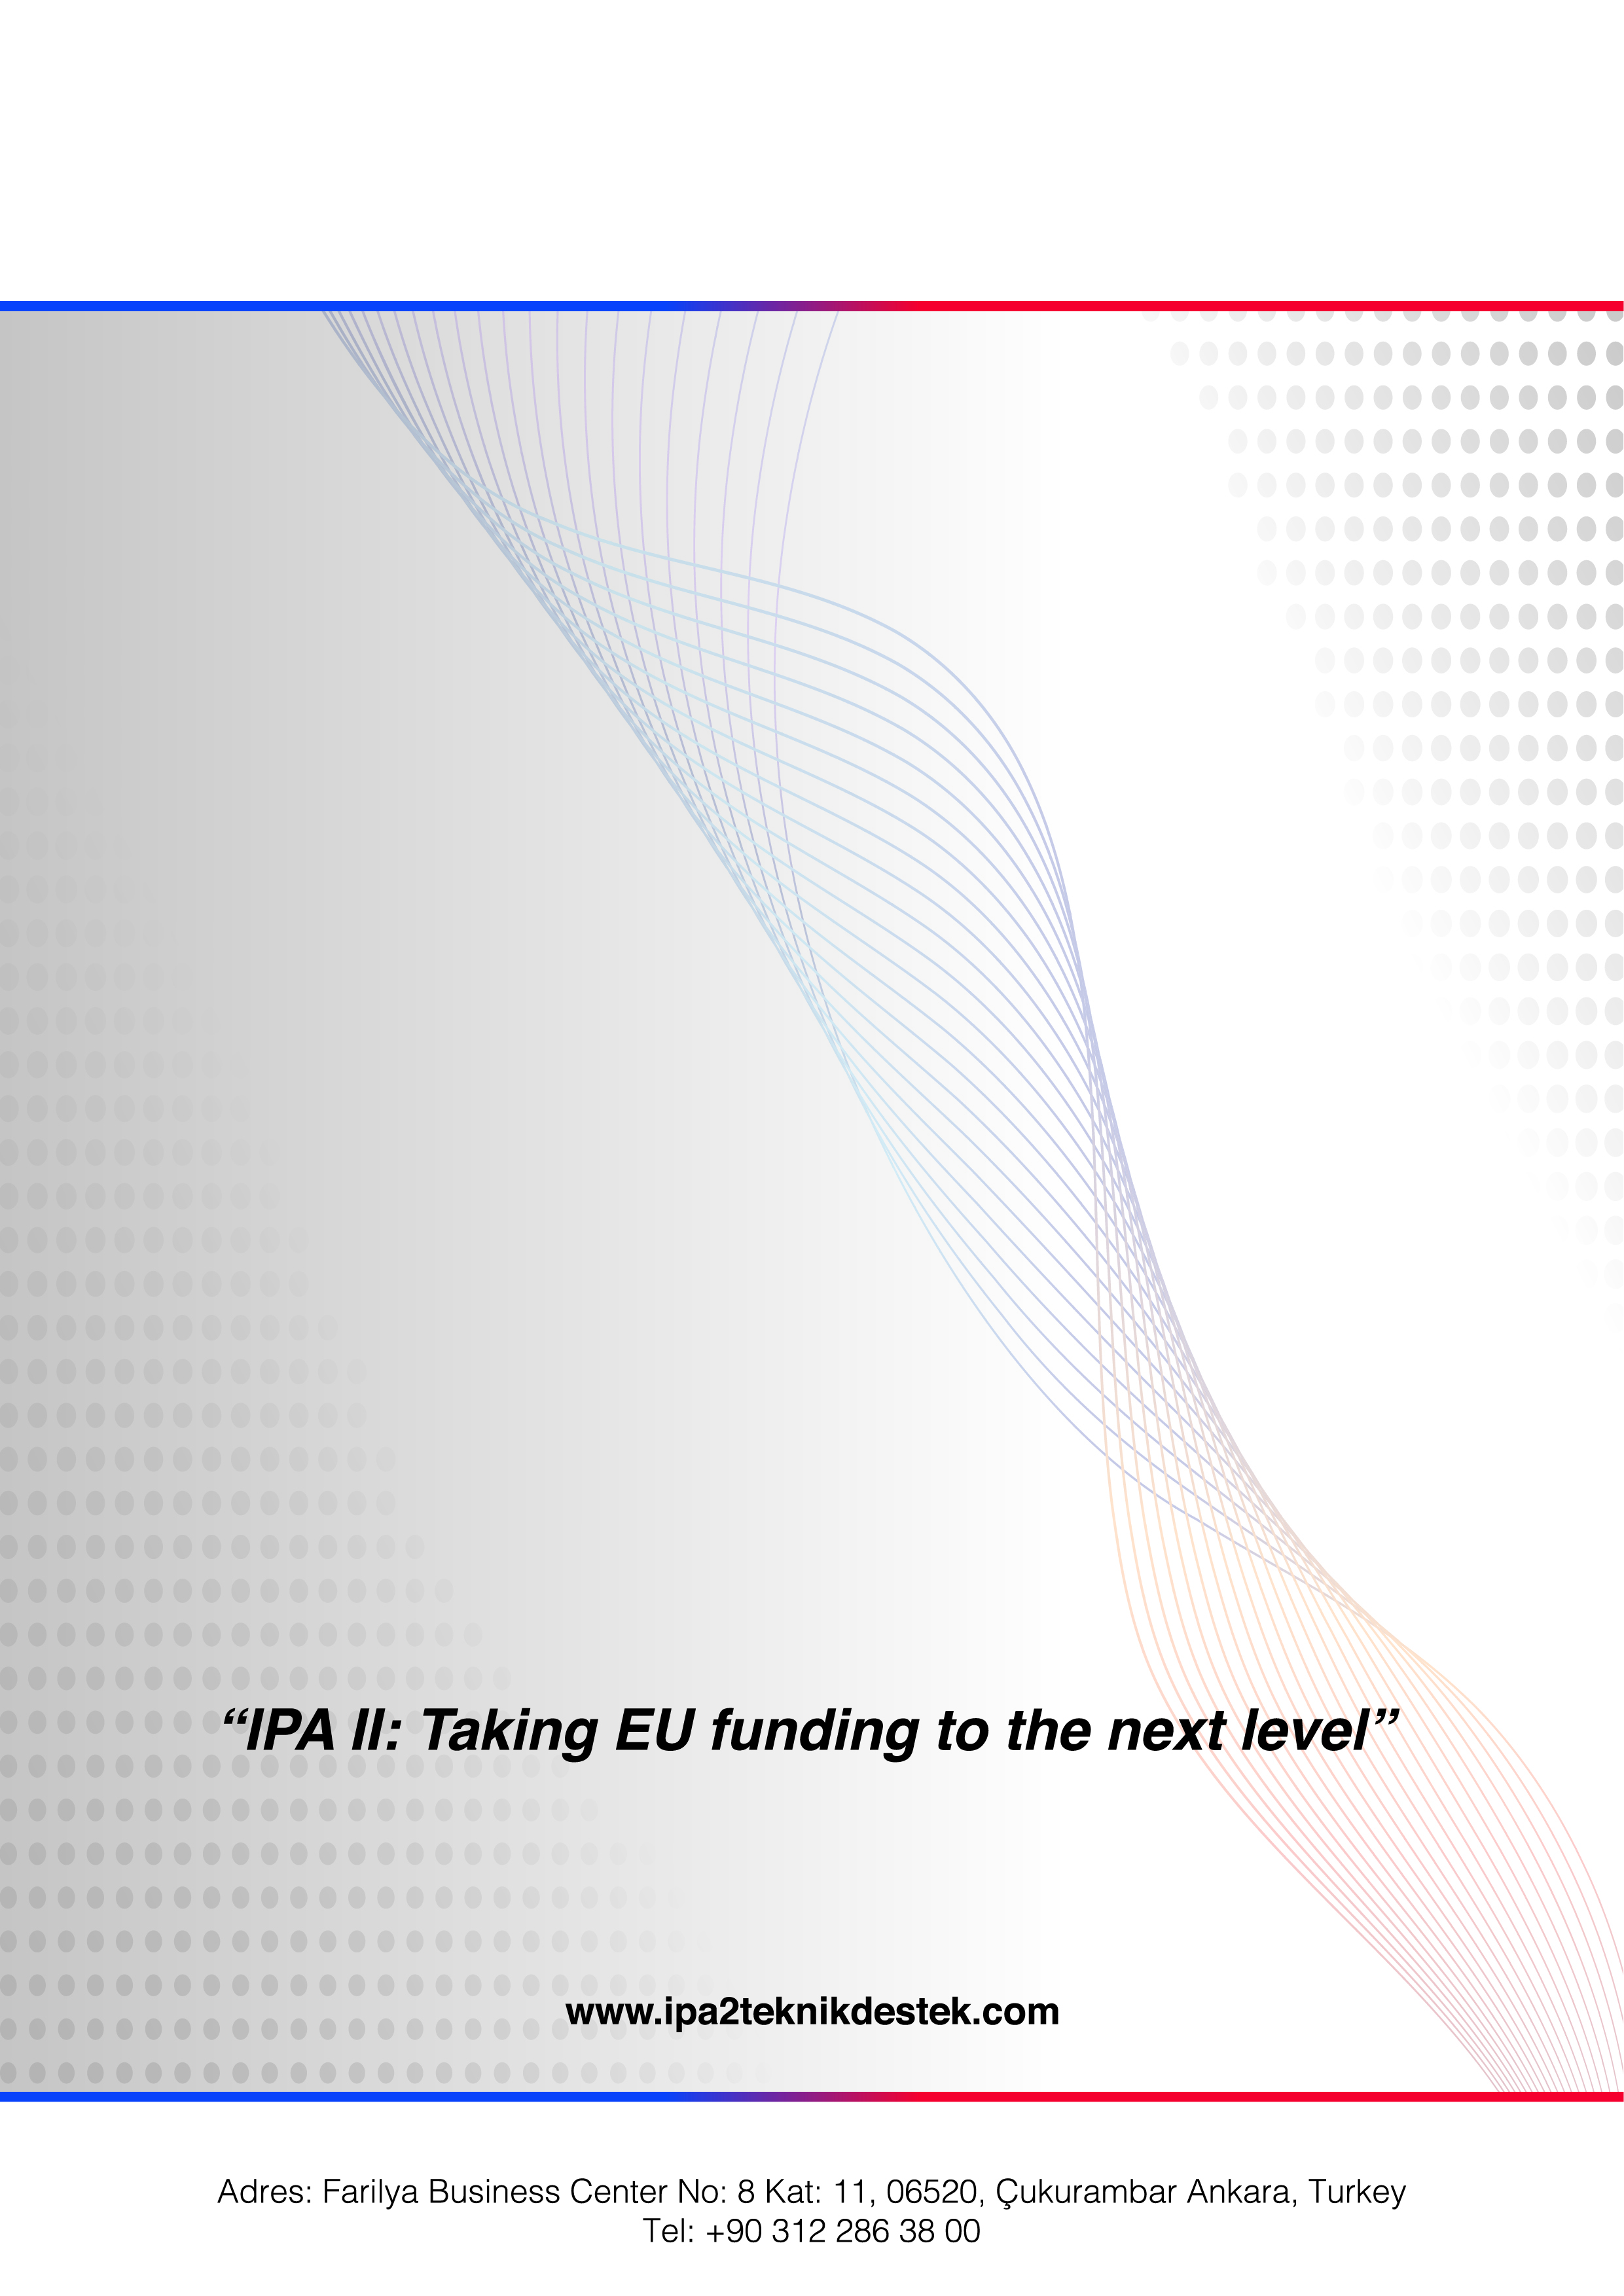 “IPA II: Taking EU funding to the next level”
www.ipa2teknikdestek.com
Adres: Farilya Business Center No: 8 Kat: 11, 06520, Çukurambar Ankara, Turkey
Tel: +90 312 286 38 00